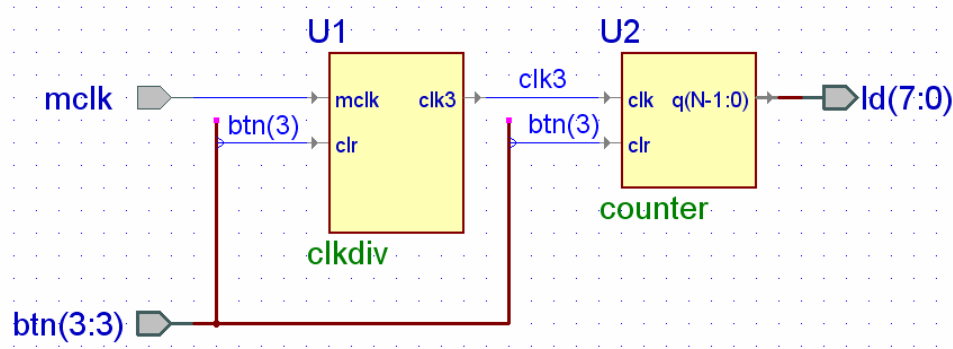 U1
U2
mclk
mclk
clk3
clk3
clk
q(N-1:0)
ld(7:0)
btn(3)
clr
btn(3)
clr
counter
clkdiv
btn(3:3)